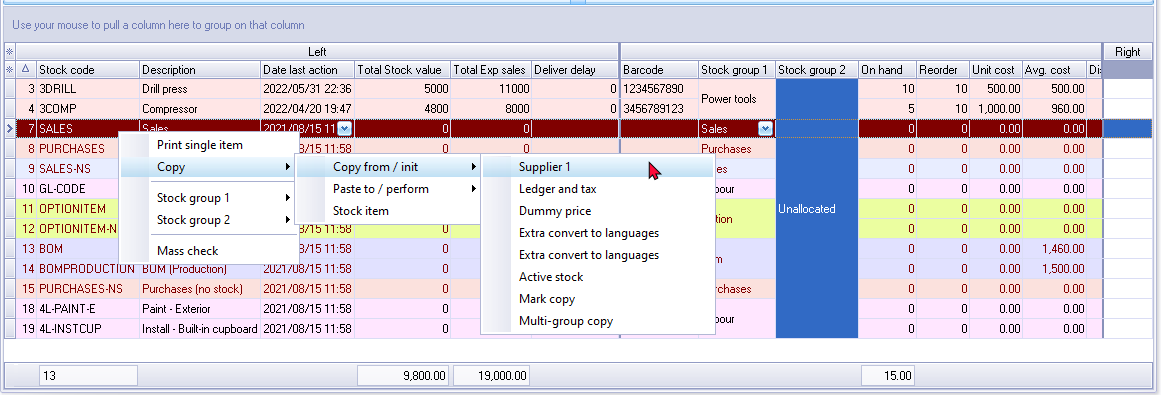 Use your mouse to pull a column here to group on that column
Left Right
Stock code Description Date last action Total Stock value Total Exp sales Deliver delay Barcode Stock group 1 Stock group 2 On hand Reorder Unit cost Avg. cost Di
3 3DRILL Drill press 2022/05/31 22:36 5000 11000 0 1234567890 Power tools 10 10 500.00 500.00
4 3COMP Compressor 2022/04/20 19:47 4800 8000 0 3456789123 5 10 1,000.00 960.00
7 SALES Sales 2021/08/15 11 0 0 0 Sales 0 0 0.00 0.00
Print single item
8 PURCHASES 8/15 11:58 0 Purchases 0 0 0.00 0.00
Copy Copy from / init Supplier 1
9 SALES-NS es 0 0 0.00 0.00
Paste to / perform Ledger and tax
10 GL-CODE our 0 0 0.00 0.00
Stock group 1 Stock item Dummy price
11 OPTIONITEM 8/15 11:58 0 tion Unallocated 0 0 0.00 0.00
Stock group 2 Extra convert to languages
12 OPTIONITEM-N 8/15 11:58 0 0 0 0.00 0.00
Mass check Extra convert to languages
13 BOM 8/15 11:58 0 m 0 0 0.00 1,460.00
14 BOMPRODUCTION BOM (Production) 2021/08/15 11:58 0 Active stock 0 0 0.00 1,500.00
15 PURCHASES-NS Purchases (no stock) 2021/08/15 11:58 0 chases 0 0 0.00 0.00
Mark copy
18 4L-PAINT-E Paint - Exterior 2021/08/15 11:58 0 our 0 0 0.00 0.00
Multi-group copy
19 4L-INSTCUP Install - Built-in cupboard 2021/08/15 11:58 0 0 0 0.00 0.00
13 9,800.00 19,000.00 15.00